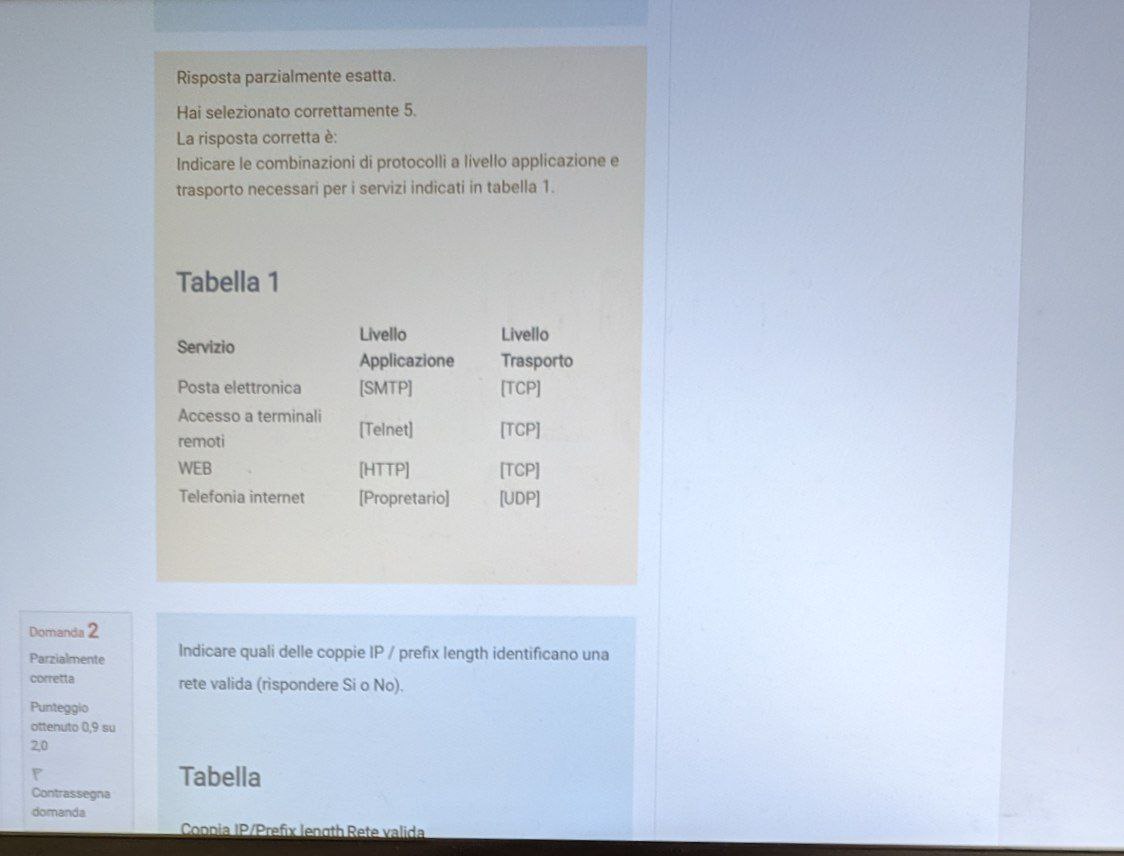 Risposta parzialmente esatta.
Hai selezionato correttamente 5.
La risposta corretta è:
Indicare le combinazioni di protocolli a livello applicazione e
trasporto necessari per i servizi indicati in tabella 1.
Tabella 1
Servizio
Livello
Applicazione
Livello
Trasporto
Posta elettronica [SMTP] [TCP]
Accesso a terminali
remoti
[Telnet] [TCP]
WEB [HTTP] [TCP]
Telefonia internet [Propretario] [UDP]
Domanda 2
Parzialmente
corretta
Punteggio
ottenuto 0,9 su
2,0
Contrassegna
domanda
Indicare quali delle coppie IP / prefix length identificano una
rete valida (rispondere Si o No).
Tabella
Coppia IP/Prefix length Rete valida